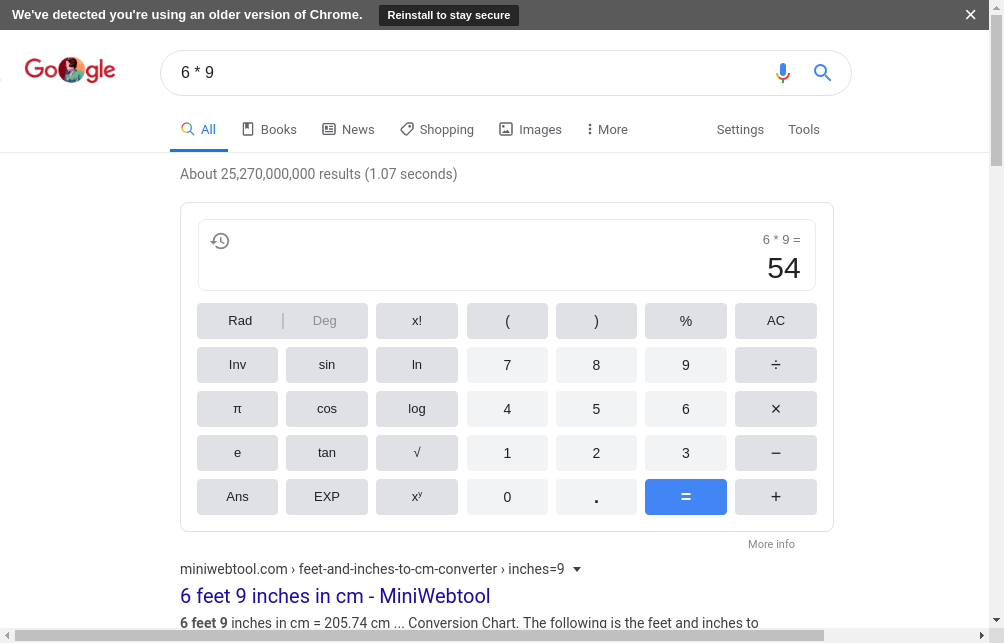 We've detected you're using an older version of Chrome. Reinstall to stay secure
Google
6 * 9
All Books News Shopping Images More Settings Tools
About 25,270,000,000 results (1.07 seconds)
6 * 9 =
54
Rad Deg x! ( ) % AC
Inv sin ln 7 8 9 ÷
π cos log 4 5 6 ×
e tan √ 1 2 3 −
Ans EXP xʸ 0 . = +
More info
miniwebtool.com › feet-and-inches-to-cm-converter › inches=9
6 feet 9 inches in cm - MiniWebtool
6 feet 9 inches in cm = 205.74 cm ... Conversion Chart. The following is the feet and inches to